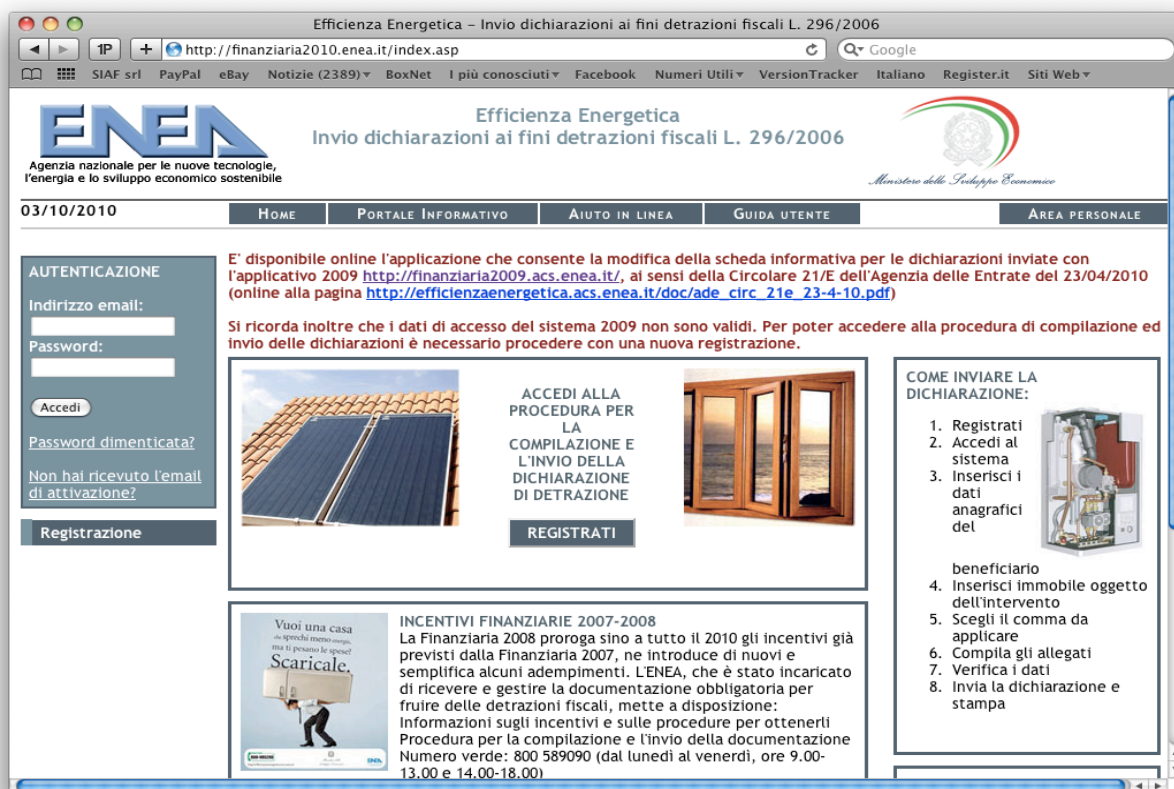 Efficienza Energetica – Invio dichiarazioni ai fini detrazioni fiscali L. 296/2006
1P
+
http://finanziaria2010.enea.it/index.asp
Google
SIAF srl PayPal eBay Notizie (2389) BoxNet I più conosciuti Facebook Numeri Utili VersionTracker Italiano Register.it Siti Web
ENEA
Agenzia nazionale per le nuove tecnologie,
l'energia e lo sviluppo economico sostenibile
Efficienza Energetica
Invio dichiarazioni ai fini detrazioni fiscali L. 296/2006
Ministero dello Sviluppo Economico
03/10/2010
HOME PORTALE INFORMATIVO AIUTO IN LINEA GUIDA UTENTE AREA PERSONALE
AUTENTICAZIONE
Indirizzo email:
Password:
Accedi
Password dimenticata?
Non hai ricevuto l'email
di attivazione?
Registrazione
E' disponibile online l'applicazione che consente la modifica della scheda informativa per le dichiarazioni inviate con
l'applicativo 2009 http://finanziaria2009.acs.enea.it/, ai sensi della Circolare 21/E dell'Agenzia delle Entrate del 23/04/2010
(online alla pagina http://efficienzaenergetica.acs.enea.it/doc/ade_circ_21e_23-4-10.pdf)
Si ricorda inoltre che i dati di accesso del sistema 2009 non sono validi. Per poter accedere alla procedura di compilazione ed
invio delle dichiarazioni è necessario procedere con una nuova registrazione.
ACCEDI ALLA
PROCEDURA PER
LA
COMPILAZIONE E
L'INVIO DELLA
DICHIARAZIONE
DI DETRAZIONE
REGISTRATI
COME INVIARE LA
DICHIARAZIONE:
1. Registrati
2. Accedi al
sistema
3. Inserisci i
dati
anagrafici
del
beneficiario
4. Inserisci immobile oggetto
dell'intervento
5. Scegli il comma da
applicare
6. Compila gli allegati
7. Verifica i dati
8. Invia la dichiarazione e
stampa
Vuoi una casa
che sprechi meno energia,
ma ti pesano le spese?
Scaricale.
INCENTIVI FINANZIARIE 2007-2008
La Finanziaria 2008 proroga sino a tutto il 2010 gli incentivi già
previsti dalla Finanziaria 2007, ne introduce di nuovi e
semplifica alcuni adempimenti. L'ENEA, che è stato incaricato
di ricevere e gestire la documentazione obbligatoria per
fruire delle detrazioni fiscali, mette a disposizione:
Informazioni sugli incentivi e sulle procedure per ottenerli
Procedura per la compilazione e l'invio della documentazione
Numero verde: 800 589090 (dal lunedì al venerdì, ore 9.00-
13.00 e 14.00-18.00)